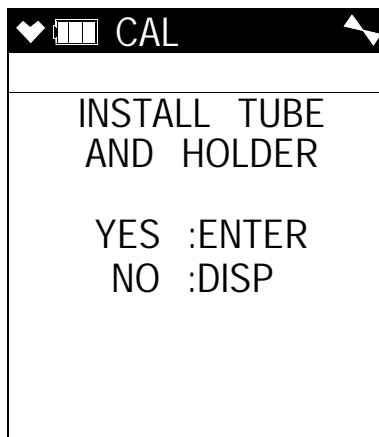 CAL
INSTALL TUBE
AND HOLDER
YES :ENTER
NO :DISP